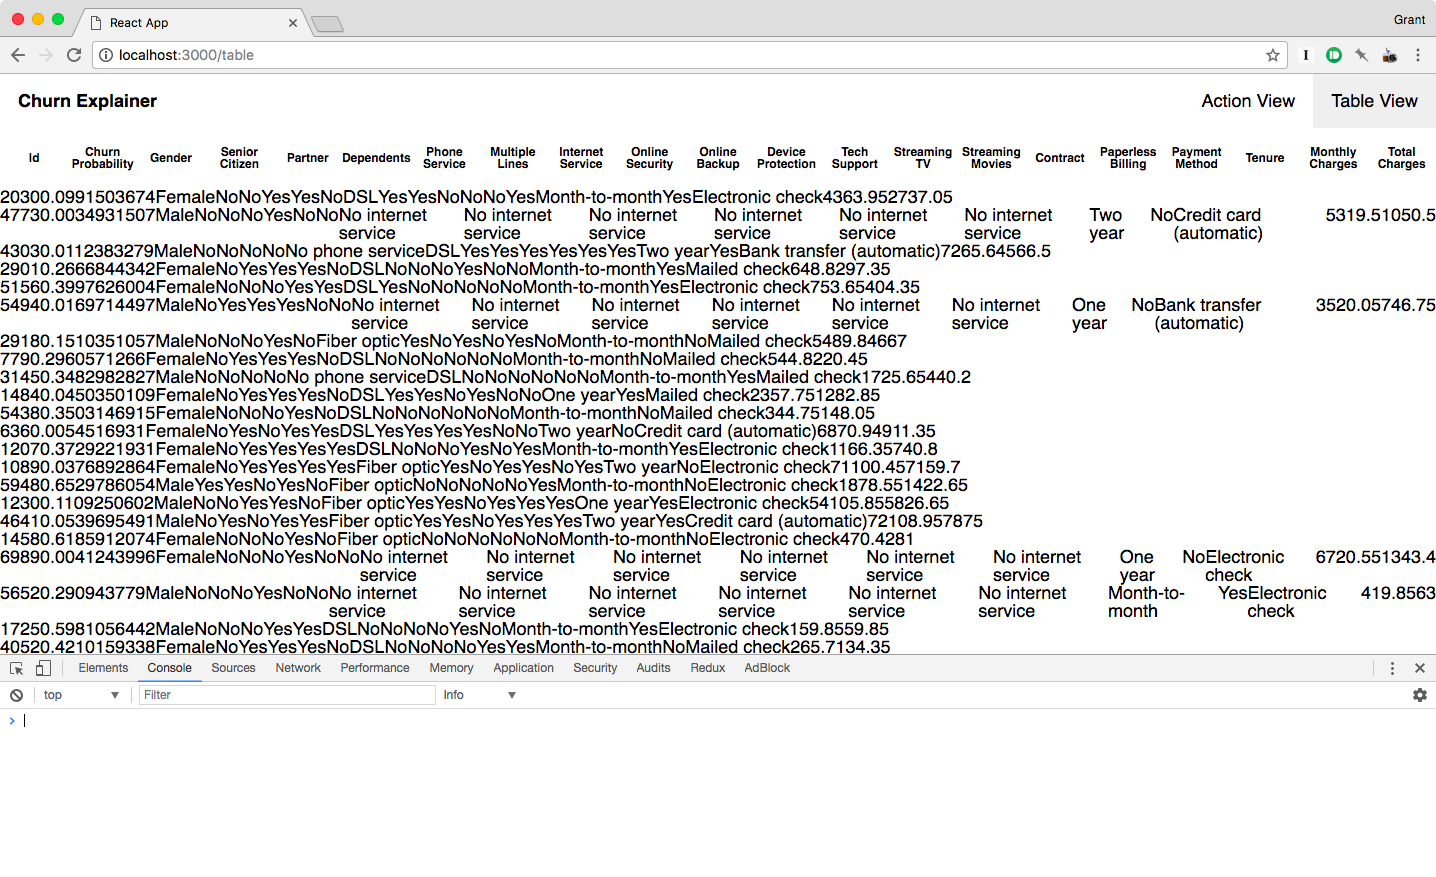 React App
Grant
localhost:3000/table
Churn Explainer
Action View
Table View
Id Churn Probability Gender Senior Citizen Partner Dependents Phone Service Multiple Lines Internet Service Online Security Online Backup Device Protection Tech Support Streaming TV Streaming Movies Contract Paperless Billing Payment Method Tenure Monthly Charges Total Charges
20300.0991503674FemaleNoNoYesYesNoDSLYesYesNoNoNoYesMonth-to-monthYesElectronic check4363.952737.05
47730.0034931507MaleNoNoNoYesNoNoNo internet service No internet service No internet service No internet service No internet service No internet service Two year NoCredit card (automatic) 5319.51050.5
43030.0112383279MaleNoNoNoNoNo phone serviceDSLYesYesYesYesYesYesTwo yearYesBank transfer (automatic)7265.64566.5
29010.2666844342FemaleNoYesYesYesNoDSLNoNoNoYesNoNoMonth-to-monthYesMailed check648.8297.35
51560.3397626004FemaleNoNoNoYesYesDSLYesNoNoNoNoNoMonth-to-monthYesElectronic check753.65404.35
54940.0169714497MaleNoYesYesYesNoNoNo internet service No internet service No internet service No internet service No internet service No internet service One year NoBank transfer (automatic) 3520.05746.75
29180.1510351057MaleNoNoNoYesNoFiber opticYesNoYesNoYesNoMonth-to-monthNoMailed check5489.84667
7790.2960571266FemaleNoYesYesYesNoDSLNoNoNoNoNoNoMonth-to-monthNoMailed check544.8220.45
31450.3482982827MaleNoNoNoNoNo phone serviceDSLNoNoNoNoNoNoMonth-to-monthYesMailed check1725.65440.2
14840.0450350109FemaleNoYesYesYesNoDSLYesYesNoYesNoNoOne yearYesMailed check2357.751282.85
54380.3503146915FemaleNoNoNoYesNoDSLNoNoNoNoNoNoMonth-to-monthNoMailed check344.75148.05
6360.0054516931FemaleNoYesNoYesYesDSLYesYesYesYesNoNoTwo yearNoCredit card (automatic)6870.94911.35
12070.3729221931FemaleNoYesYesYesYesDSLNoNoNoYesNoYesMonth-to-monthYesElectronic check1166.35740.8
10890.0376892864FemaleNoYesYesYesYesFiber opticYesNoYesYesNoYesTwo yearNoElectronic check71100.457159.7
59480.6529786054MaleYesYesNoYesNoFiber opticNoNoNoNoNoYesMonth-to-monthNoElectronic check1878.551422.65
12300.1109250602MaleNoNoYesYesNoFiber opticYesYesNoYesYesYesOne yearYesElectronic check54105.855826.65
46410.0539695491MaleNoYesNoYesYesFiber opticYesYesNoYesYesYesTwo yearYesCredit card (automatic)72108.957875
14580.6185912074FemaleNoNoNoYesNoFiber opticNoNoNoNoNoNoMonth-to-monthNoElectronic check470.4281
69890.0041243996FemaleNoNoNoYesNoNoNo internet service No internet service No internet service No internet service No internet service No internet service One year NoElectronic check 6720.551343.4
56520.290943779MaleNoNoNoYesNoNoNo internet service No internet service No internet service No internet service No internet service No internet service Month-to-month YesElectronic check 419.8563
17250.5981056442MaleNoNoNoYesYesDSLNoNoNoNoYesNoMonth-to-monthYesElectronic check159.8559.85
40520.4210159338FemaleNoYesYesYesNoDSLNoNoNoNoYesYesMonth-to-monthNoMailed check265.7134.35
Elements Console Sources Network Performance Memory Application Security Audits Redux AdBlock
top Filter Info